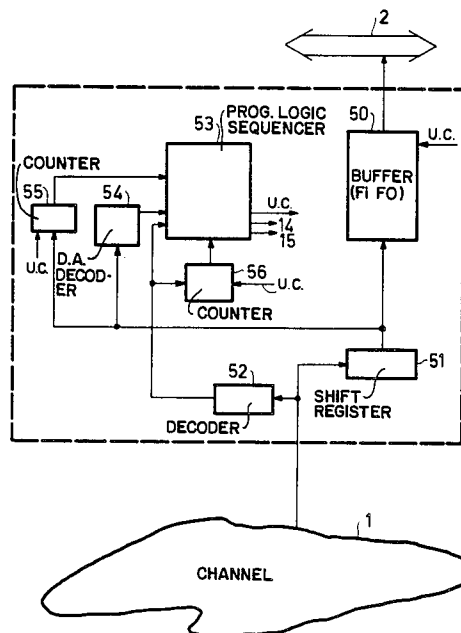 2
50
53
PROG. LOGIC
SEQUENCER
U.C.
BUFFER
(Fi FO)
COUNTER
55
54
U.C.
14
15
D.A.
DECOD-
ER
U.C.
56
U.C.
COUNTER
51
SHIFT
REGISTER
52
DECODER
1
CHANNEL